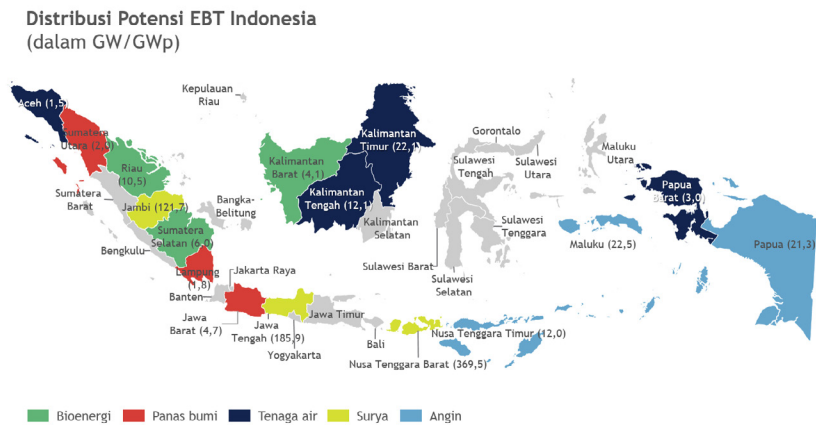 Distribusi Potensi EBT Indonesia
(dalam GW/GWp)
Aceh (1,5)
Sumatera
Utara (2,0)
Riau
(10,5)
Sumatera
Barat
Jambi (121,7)
Bengkulu
Sumatera
Selatan (6,0)
Lampung
(1,8)
Kepulauan
Riau
Bangka-
Belitung
Banten
Jakarta Raya
Jawa
Barat (4,7)
Jawa
Tengah (185,9)
Yogyakarta
Jawa Timur
Bali
Nusa Tenggara Barat (369,5)
Nusa Tenggara Timur (12,0)
Kalimantan
Barat (4,1)
Kalimantan
Tengah (12,1)
Kalimantan
Timur (22,1)
Kalimantan
Selatan
Gorontalo
Sulawesi
Tengah
Sulawesi
Utara
Sulawesi
Tenggara
Sulawesi Barat
Sulawesi
Selatan
Maluku
Utara
Maluku (22,5)
Papua
Barat (3,0)
Papua (21,3)
Bioenergi
Panas bumi
Tenaga air
Surya
Angin